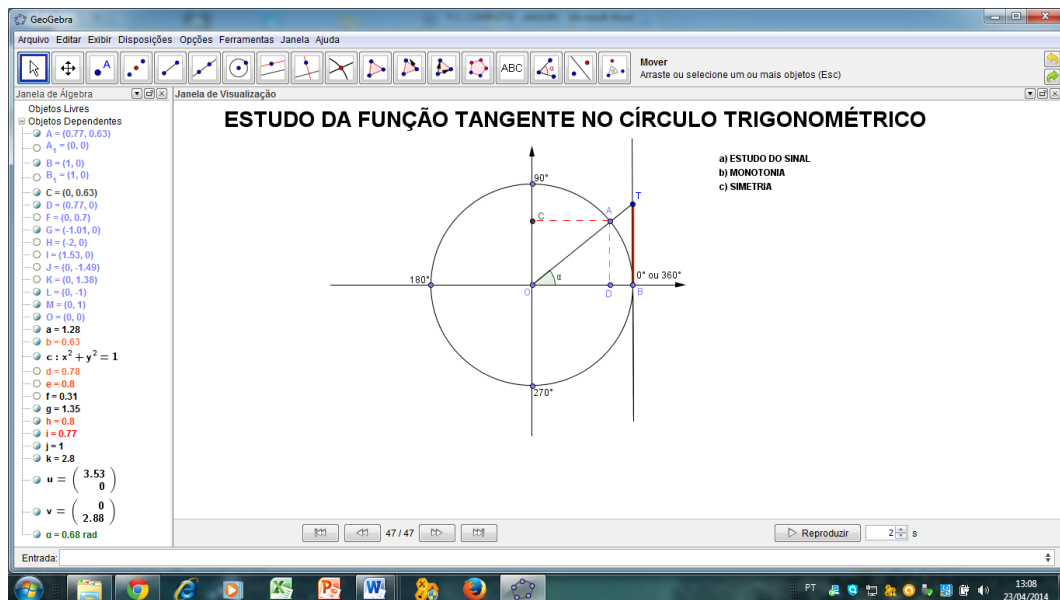 GeoGebra
Arquivo Editar Exibir Disposições Opções Ferramentas Janela Ajuda
ABC
Mover
Arraste ou selecione um ou mais objetos (Esc)
Janela de Álgebra
Janela de Visualização
Objetos Livres
Objetos Dependentes
A = (0.77, 0.63)
A₁ = (0, 0)
B = (1, 0)
B₁ = (1, 0)
C = (0, 0.63)
D = (0.77, 0)
F = (0, 0.7)
G = (-1.01, 0)
H = (-2, 0)
I = (1.53, 0)
J = (0, -1.49)
K = (0, 1.38)
L = (0, -1)
M = (0, 1)
O = (0, 0)
a = 1.28
b = 0.63
c : x² + y² = 1
d = 0.78
e = 0.8
f = 0.31
g = 1.35
h = 0.8
i = 0.77
j = 1
k = 2.8
u = (3.53 0)
v = (0 2.88)
α = 0.68 rad
ESTUDO DA FUNÇÃO TANGENTE NO CÍRCULO TRIGONOMÉTRICO
a) ESTUDO DO SINAL
b) MONOTONIA
c) SIMETRIA
90°
T
A
C
180°
α
0° ou 360°
O
D
B
270°
47 / 47
Reproduzir
2 s
Entrada:
PT
13:08
23/04/2014